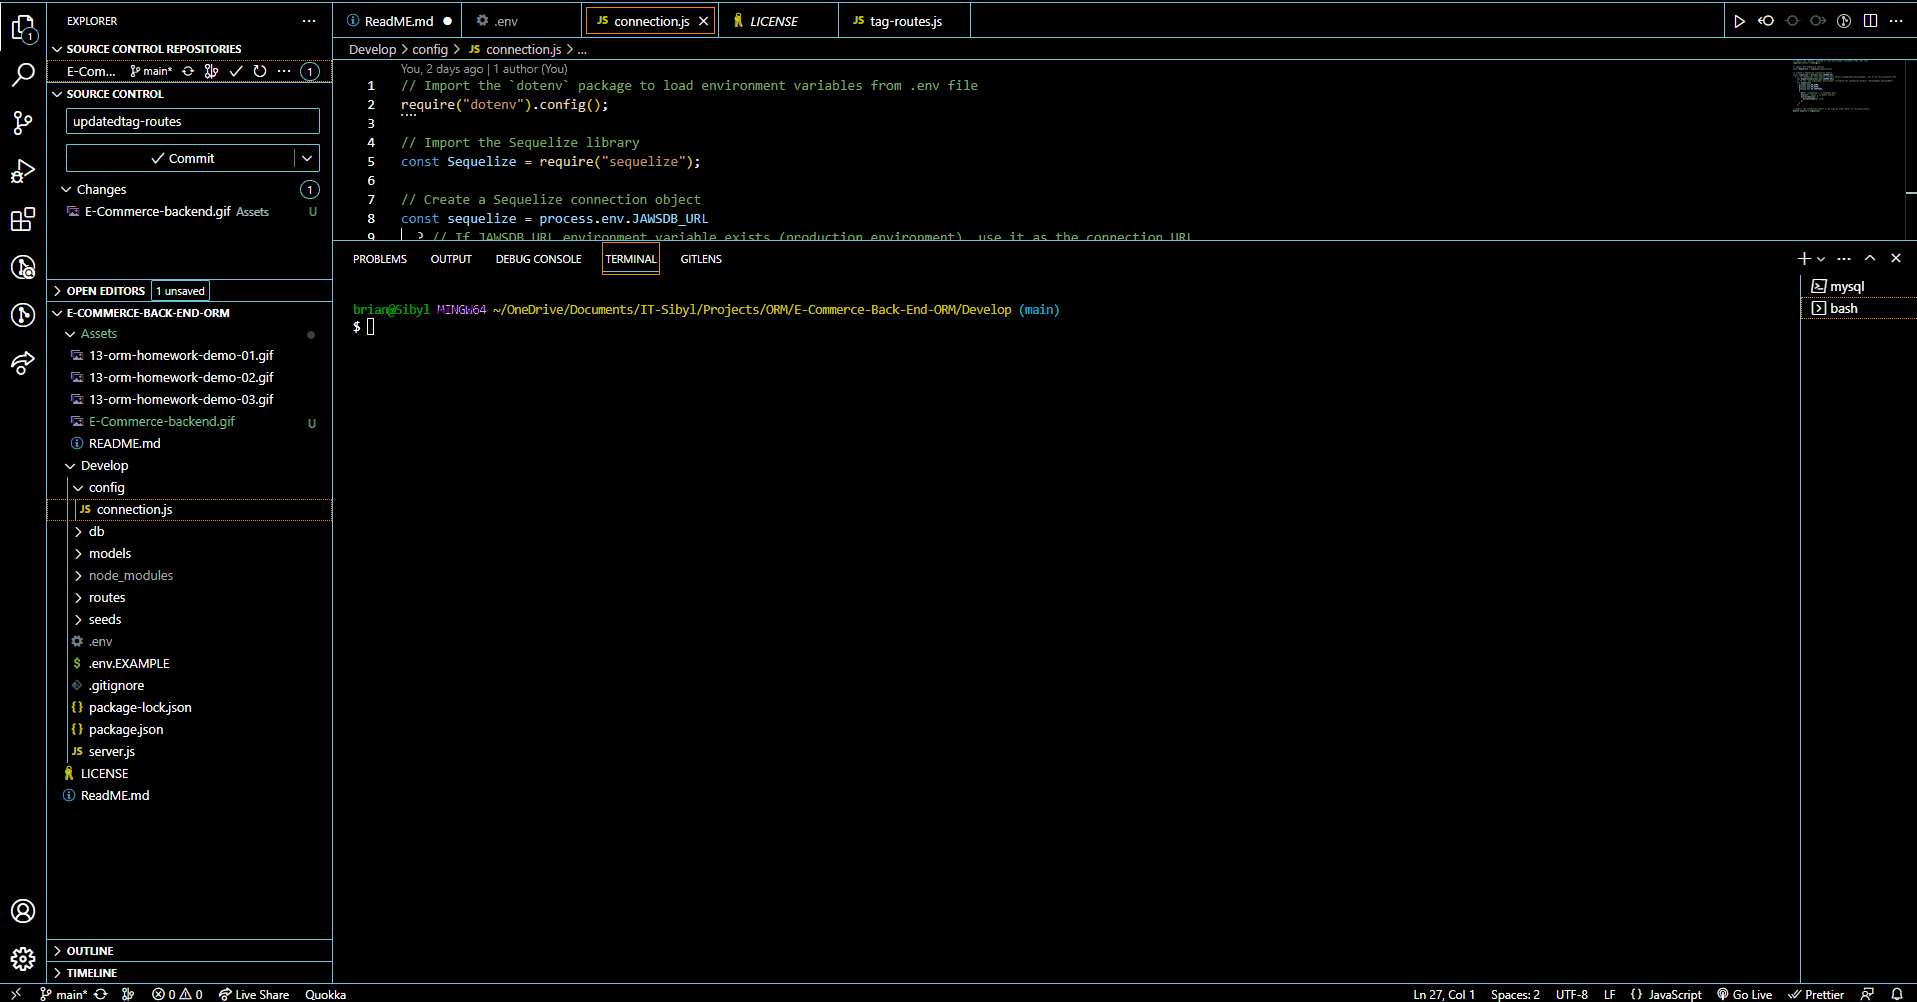 EXPLORER
SOURCE CONTROL REPOSITORIES
E-Com... main* 1
SOURCE CONTROL
updatedtag-routes
Commit
Changes 1
E-Commerce-backend.gif Assets U
OPEN EDITORS 1 unsaved
E-COMMERCE-BACK-END-ORM
Assets
13-orm-homework-demo-01.gif
13-orm-homework-demo-02.gif
13-orm-homework-demo-03.gif
E-Commerce-backend.gif U
README.md
Develop
config
JS connection.js
db
models
node_modules
routes
seeds
.env
$ .env.EXAMPLE
.gitignore
{} package-lock.json
{} package.json
JS server.js
LICENSE
ReadME.md
OUTLINE
TIMELINE
ReadME.md .env JS connection.js LICENSE JS tag-routes.js
Develop > config > JS connection.js > ...
You, 2 days ago | 1 author (You)
1 // Import the `dotenv` package to load environment variables from .env file
2 require("dotenv").config();
3
4 // Import the Sequelize library
5 const Sequelize = require("sequelize");
6
7 // Create a Sequelize connection object
8 const sequelize = process.env.JAWSDB_URL
9 ? // If JAWSDB_URL environment variable exists (production environment), use it as the connection URL
PROBLEMS OUTPUT DEBUG CONSOLE TERMINAL GITLENS
brian@Sibyl MINGW64 ~/OneDrive/Documents/IT-Sibyl/Projects/ORM/E-Commerce-Back-End-ORM/Develop (main)
$
mysql
bash
main* 0 0 Live Share Quokka Ln 27, Col 1 Spaces: 2 UTF-8 LF {} JavaScript Go Live Prettier